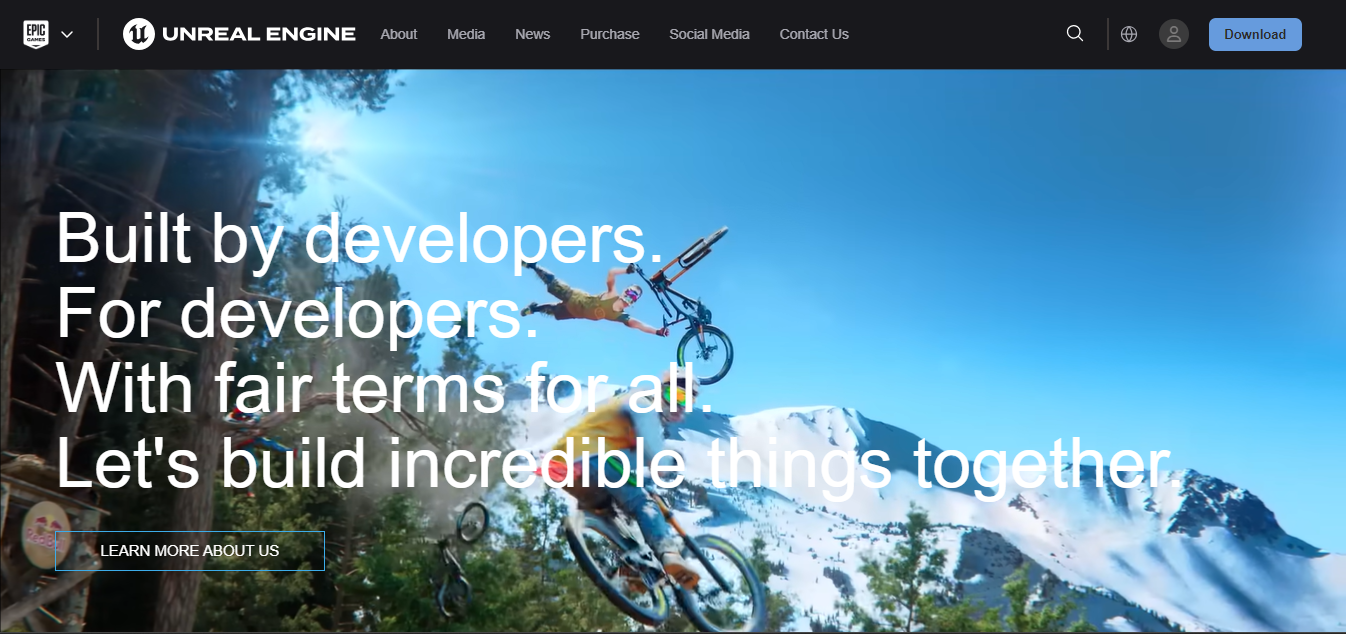 EPIC GAMES
UNREAL ENGINE
About
Media
News
Purchase
Social Media
Contact Us
Download
Built by developers.
For developers.
With fair terms for all.
Let's build incredible things together.
LEARN MORE ABOUT US